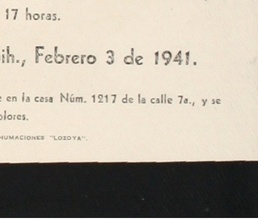 17 horas.
ih., Febrero 3 de 1941.
e en la casa Núm. 1217 de la calle 7a., y se
olores.
HUMACIONES "LOZOYA".